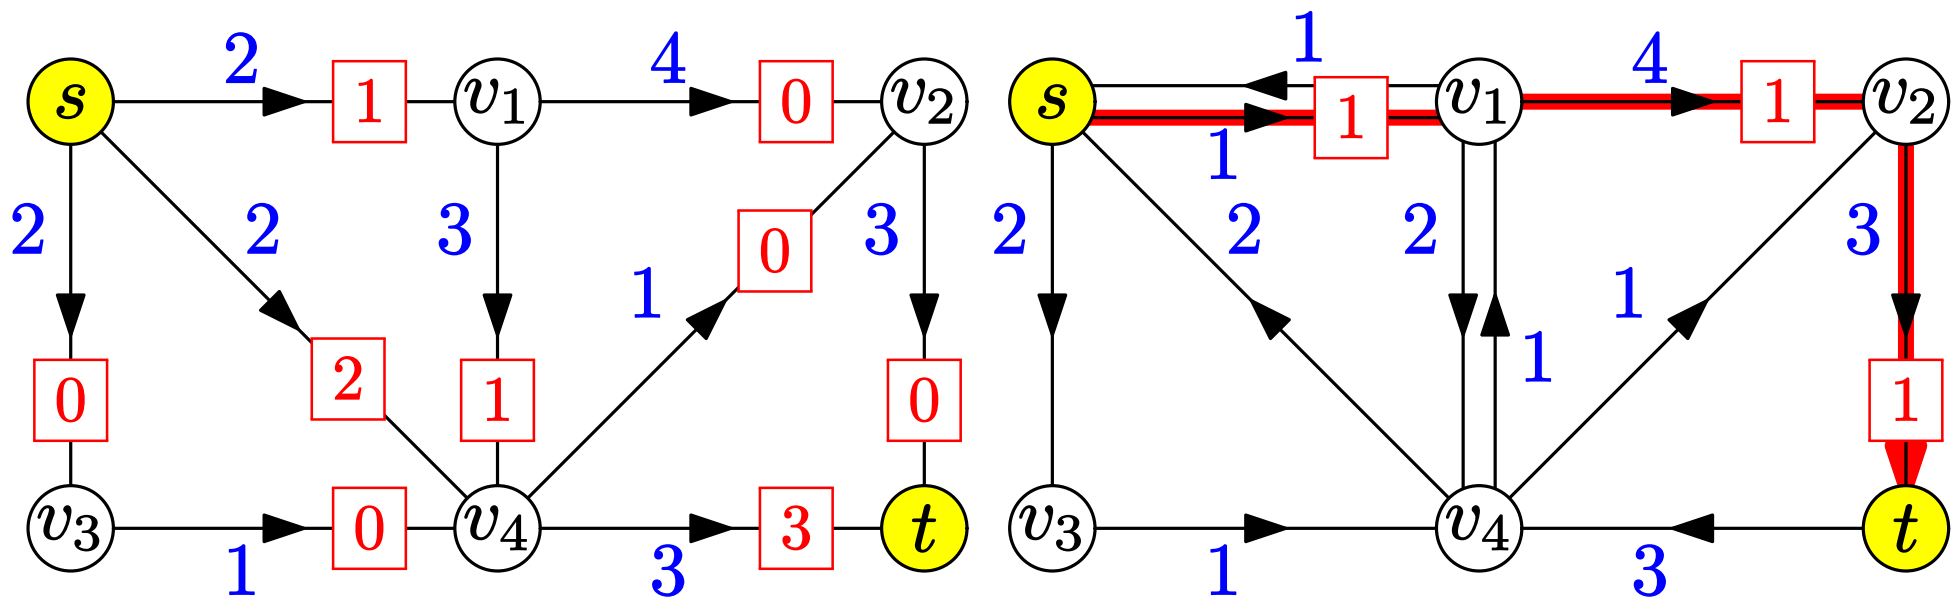 2 4 1 4
s 1 v1 0 v2 s 1 v1 1 v2
1
2 2 3 3 2 2 2 3
0
1 1
1
2
0 1 0 1
v3 0 v4 3 t v3 v4 t
1 3 1 3